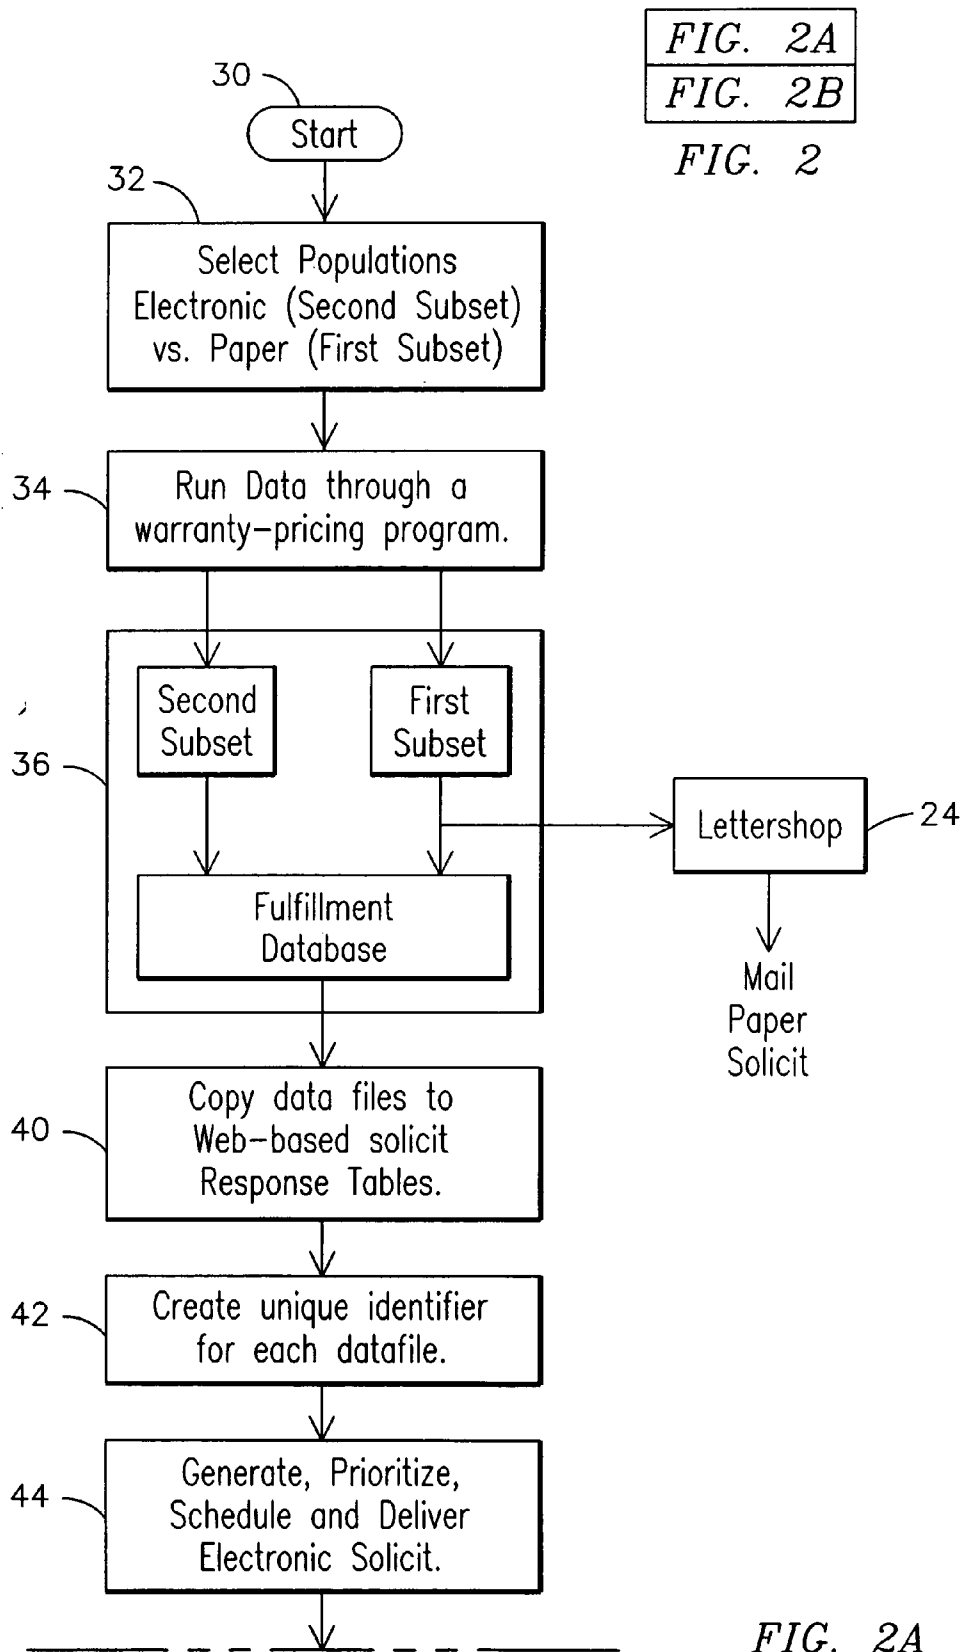 FIG. 2A
FIG. 2B
FIG. 2
30
Start
32
Select Populations
Electronic (Second Subset)
vs. Paper (First Subset)
34
Run Data through a
warranty-pricing program.
Second
Subset
First
Subset
36
Lettershop
24
Fulfillment
Database
Mail
Paper
Solicit
40
Copy data files to
Web-based solicit
Response Tables.
42
Create unique identifier
for each datafile.
44
Generate, Prioritize,
Schedule and Deliver
Electronic Solicit.
FIG. 2A